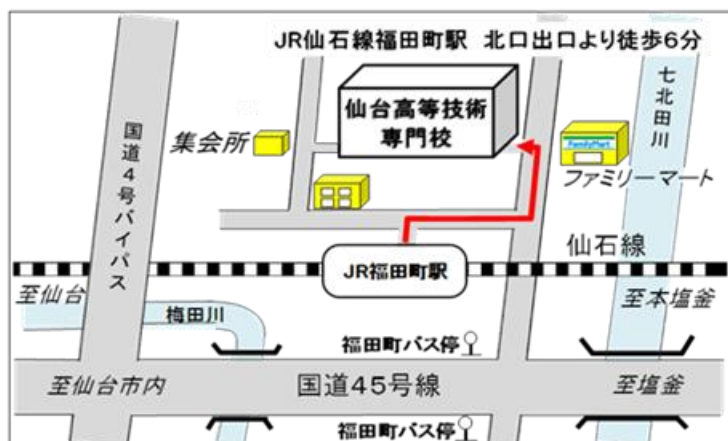 JR仙石線福田町駅 北口出口より徒歩6分
仙台高等技術
専門校
国道4号バイパス
集会所
七北田川
FamilyMart
ファミリーマート
仙石線
JR福田町駅
至仙台
至本塩釜
梅田川
福田町バス停
至仙台市内
国道45号線
至塩釜
福田町バス停